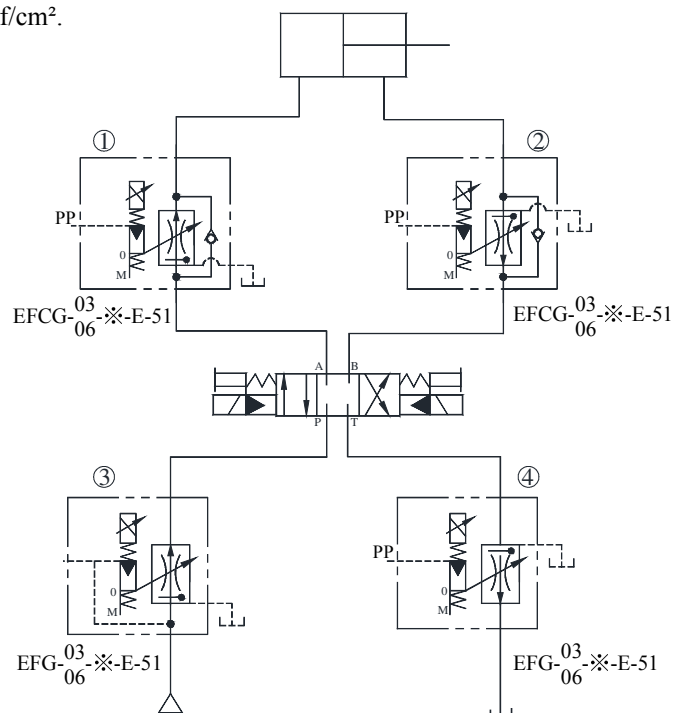 f/cm².
① ②
PP PP
0 0
M M
EFCG-03/06-※-E-51 EFCG-03/06-※-E-51
A B
P T
③ ④
PP
0 0
M M
EFG-03/06-※-E-51 EFG-03/06-※-E-51